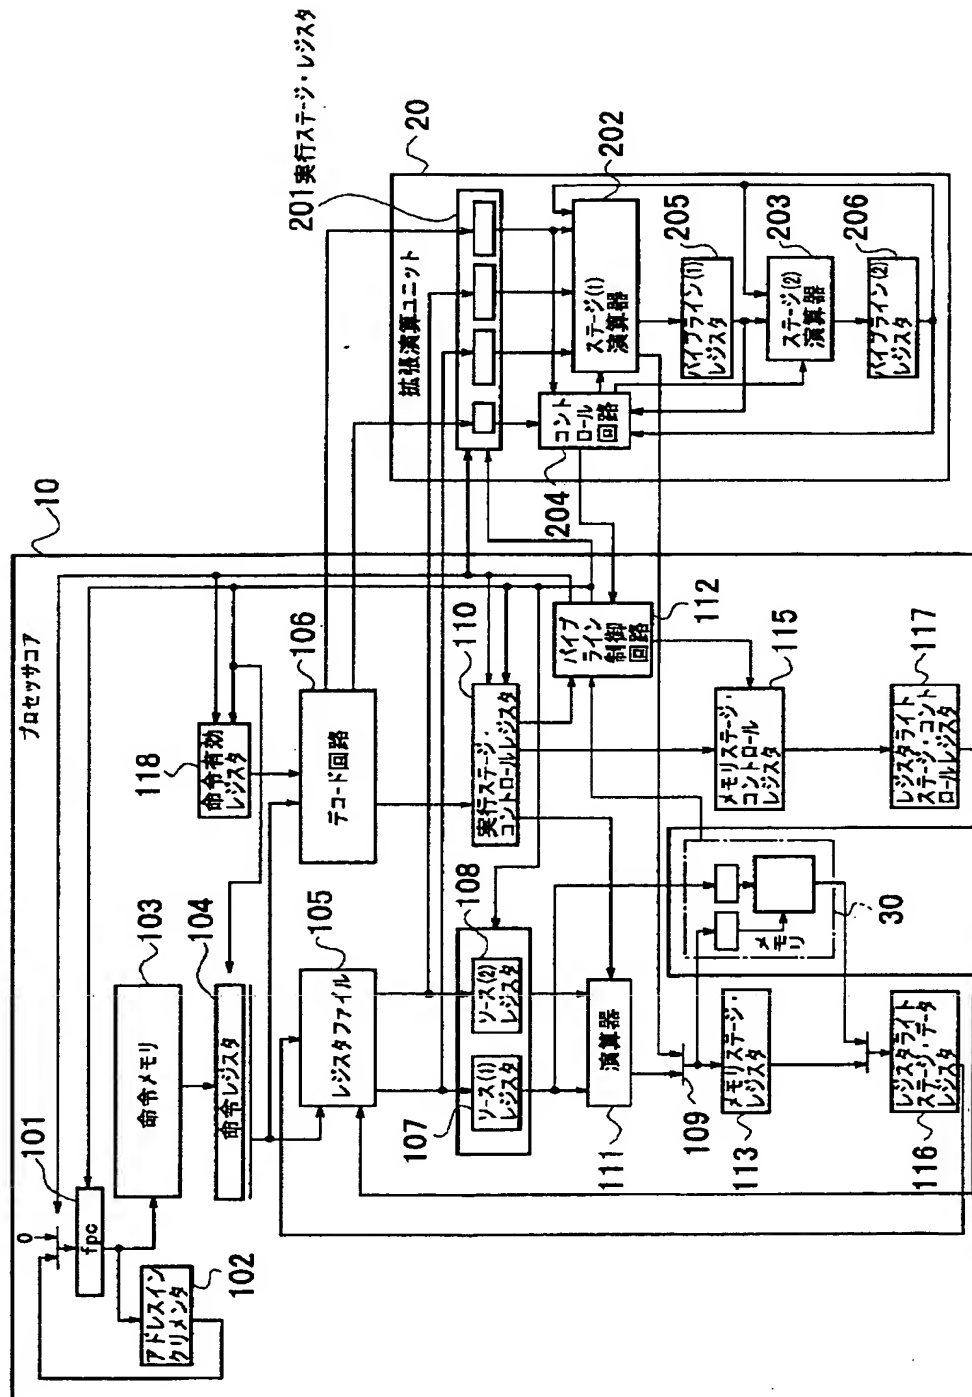 プロセッサコア
10
0
101
fpc
アドレスイン
クリメンタ
102
命令メモリ
103
104
命令レジスタ
118
命令有効
レジスタ
デコード回路
106
レジスタファイル
105
107
ソース(1)
レジスタ
ソース(2)
レジスタ
108
実行ステージ・
コントロールレジスタ
110
演算器
111
109
パイプ
ライン
制御
回路
112
メモリ
30
メモリステージ・
レジスタ
113
メモリステージ・
コントロール
レジスタ
115
レジスタライト
ステージ・データ
レジスタ
116
レジスタライト
ステージ・コント
ロールレジスタ
117
拡張演算ユニット
20
201実行ステージ・レジスタ
ステージ(1)
演算器
202
コント
ロール
回路
204
パイプライン(1)
レジスタ
205
ステージ(2)
演算器
203
パイプライン(2)
レジスタ
206